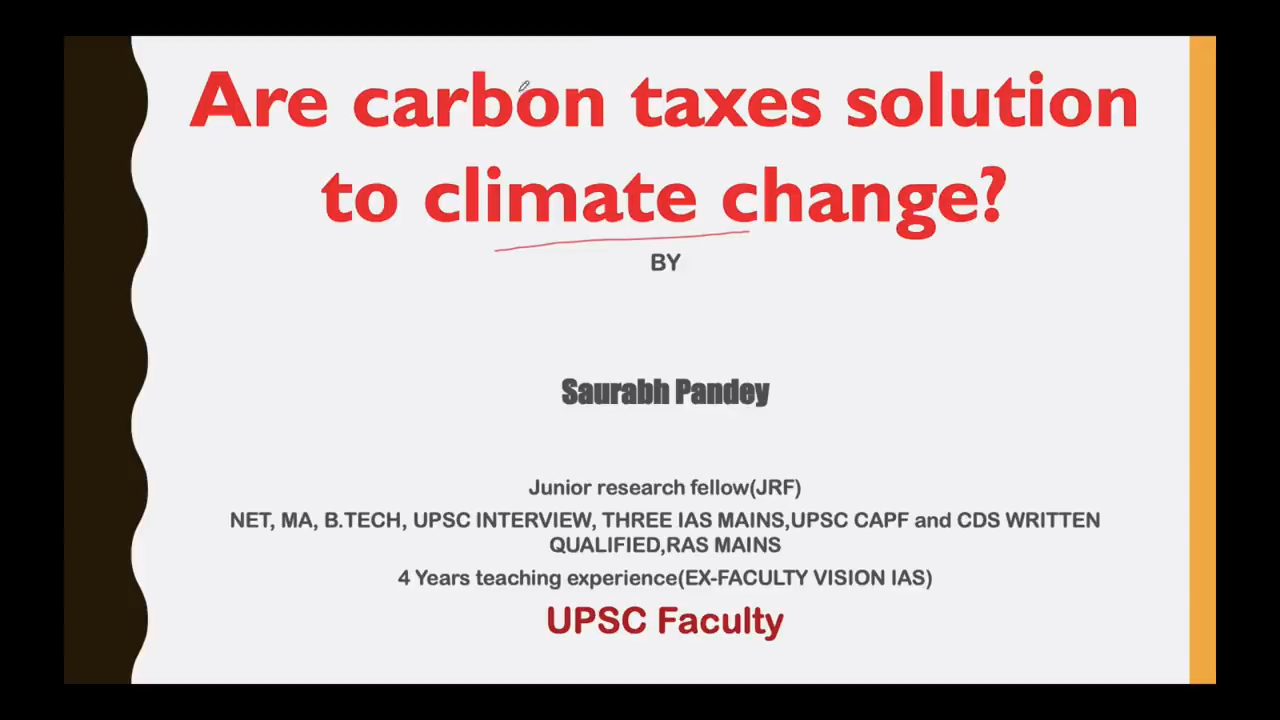 Are carbon taxes solution
to climate change?
BY
Saurabh Pandey
Junior research fellow(JRF)
NET, MA, B.TECH, UPSC INTERVIEW, THREE IAS MAINS,UPSC CAPF and CDS WRITTEN
QUALIFIED,RAS MAINS
4 Years teaching experience(EX-FACULTY VISION IAS)
UPSC Faculty